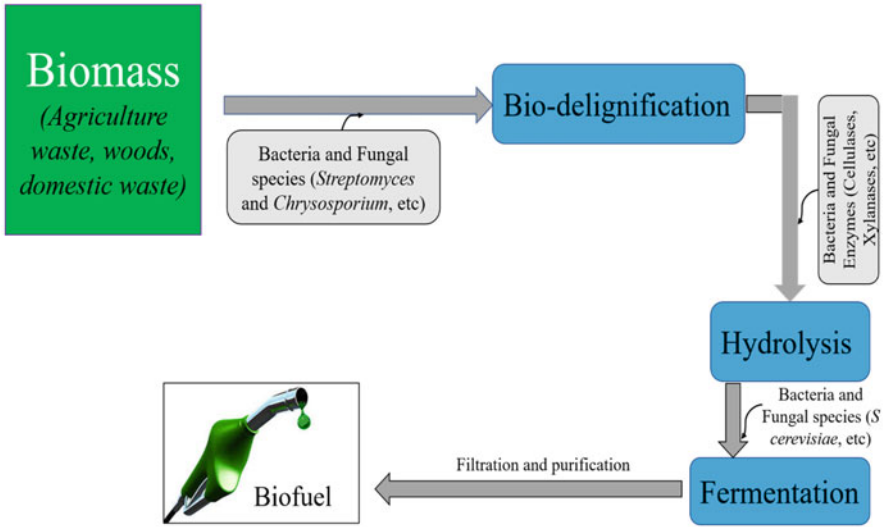 Biomass
(Agriculture
waste, woods,
domestic waste)
Bacteria and Fungal
species (Streptomyces
and Chrysosporium, etc)
Bio-delignification
Bacteria and Fungal
Enzymes (Cellulases,
Xylanases, etc)
Hydrolysis
Bacteria and
Fungal species (S
cerevisiae, etc)
Fermentation
Filtration and purification
Biofuel